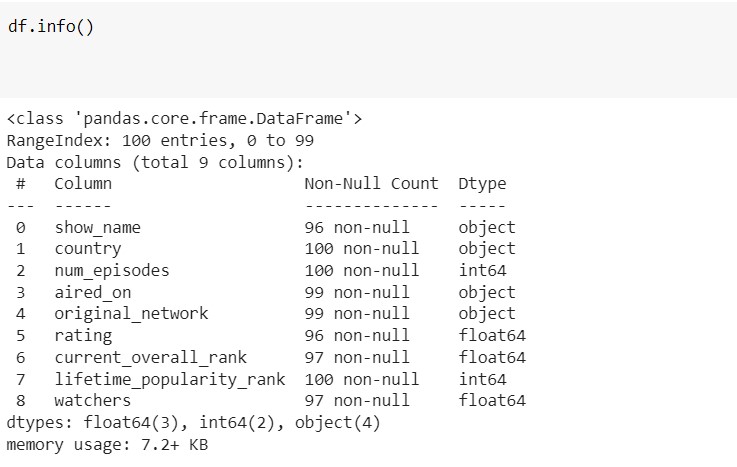 df.info()
<class 'pandas.core.frame.DataFrame'>
RangeIndex: 100 entries, 0 to 99
Data columns (total 9 columns):
 #   Column                    Non-Null Count  Dtype
---  ------                    --------------  -----
 0   show_name                 96 non-null     object
 1   country                   100 non-null    object
 2   num_episodes              100 non-null    int64
 3   aired_on                  99 non-null     object
 4   original_network          99 non-null     object
 5   rating                    96 non-null     float64
 6   current_overall_rank      97 non-null     float64
 7   lifetime_popularity_rank  100 non-null    int64
 8   watchers                  97 non-null     float64
dtypes: float64(3), int64(2), object(4)
memory usage: 7.2+ KB